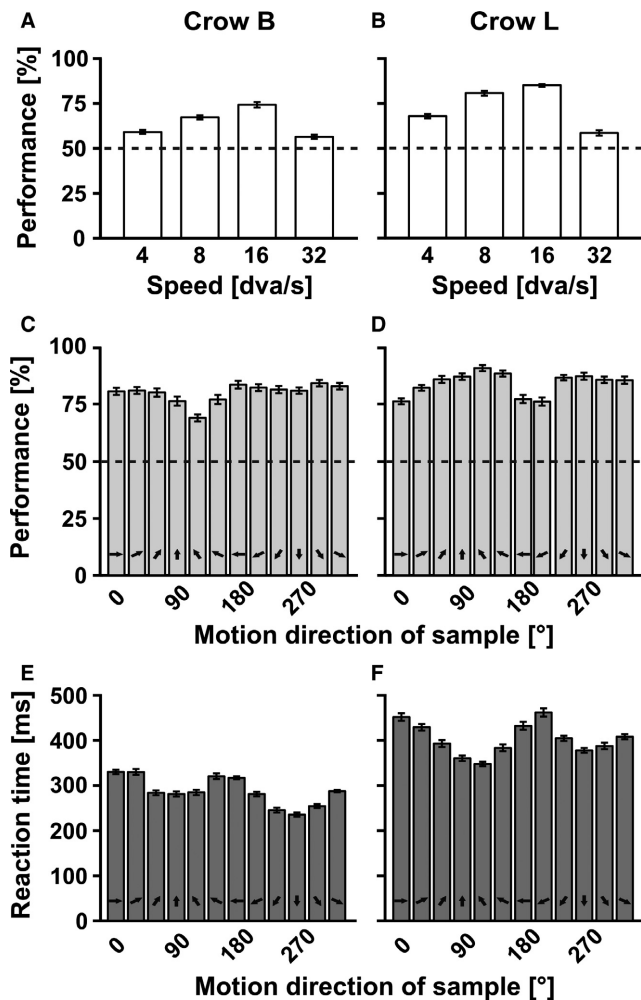 A Crow B
B Crow L
Performance [%]
100
75
50
25
0
4 8 16 32
4 8 16 32
Speed [dva/s]
Speed [dva/s]
C
D
Performance [%]
100
75
50
25
0
0 90 180 270
0 90 180 270
Motion direction of sample [°]
E
F
Reaction time [ms]
500
400
300
200
100
0
0 90 180 270
0 90 180 270
Motion direction of sample [°]